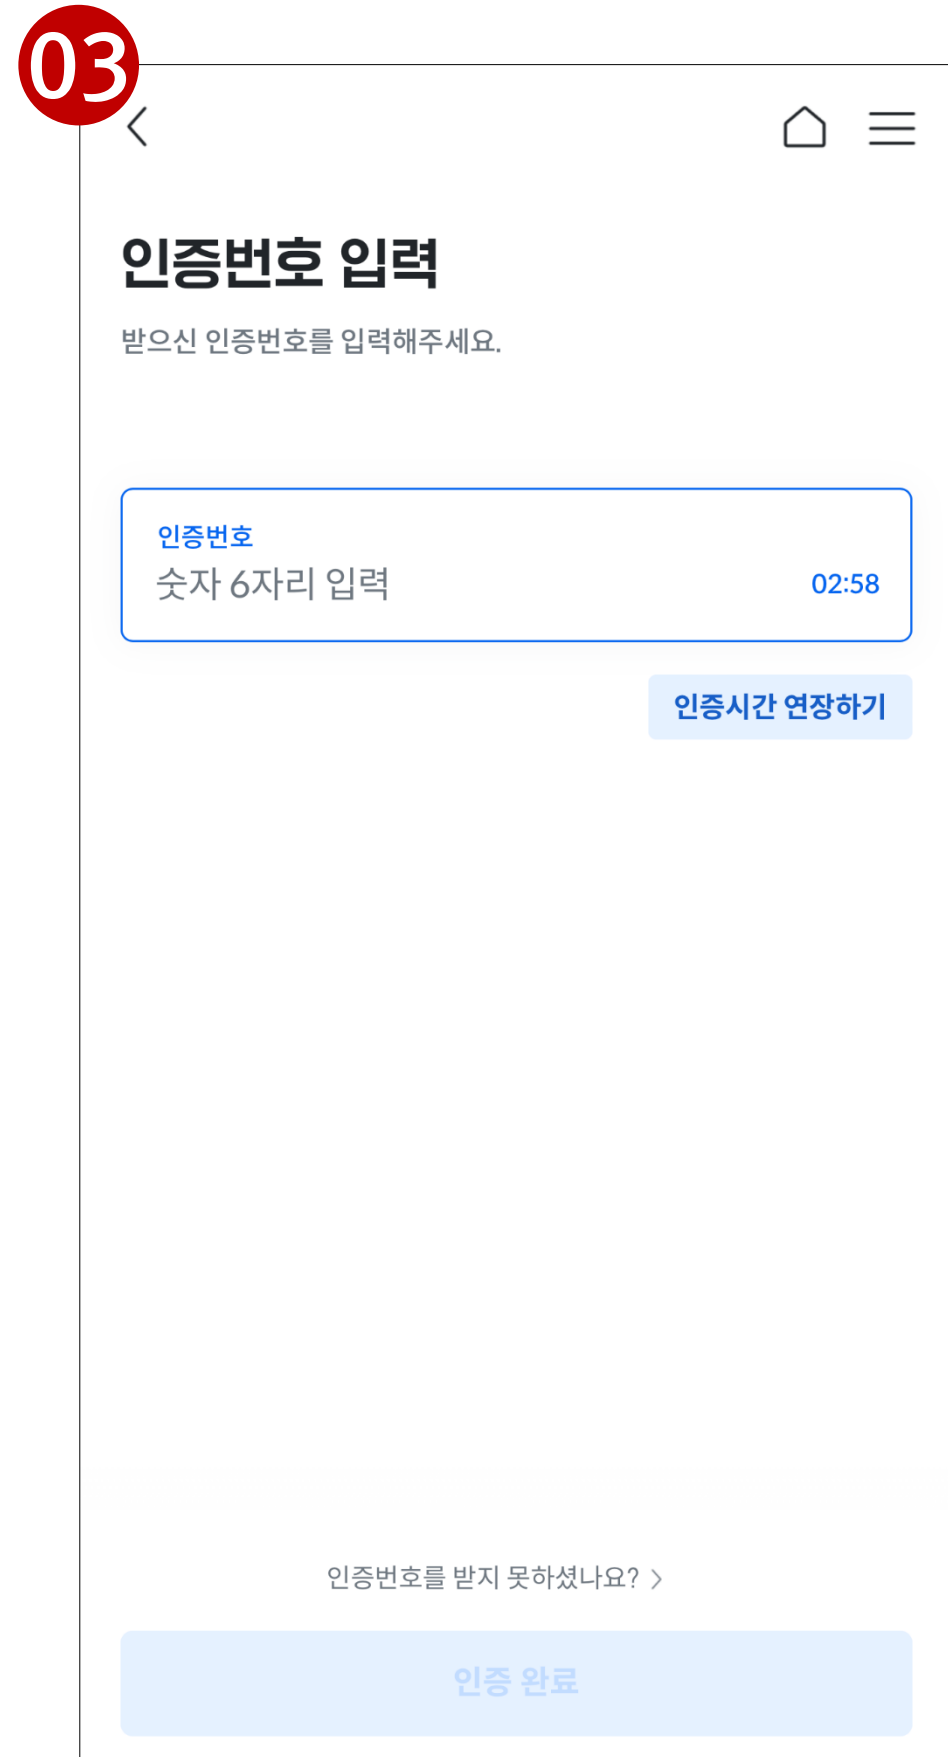 03
인증번호 입력
받으신 인증번호를 입력해주세요.
인증번호
숫자 6자리 입력
02:58
인증시간 연장하기
인증번호를 받지 못하셨나요? >
인증 완료